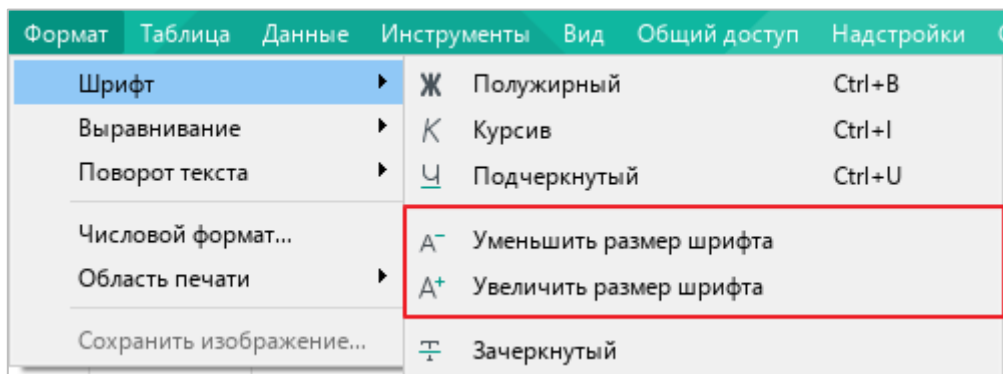 Формат Таблица Данные Инструменты Вид Общий доступ Надстройки
Шрифт
Выравнивание
Поворот текста
Числовой формат...
Область печати
Сохранить изображение...
Ж Полужирный Ctrl+B
К Курсив Ctrl+I
Ч Подчеркнутый Ctrl+U
A− Уменьшить размер шрифта
A+ Увеличить размер шрифта
Т Зачеркнутый